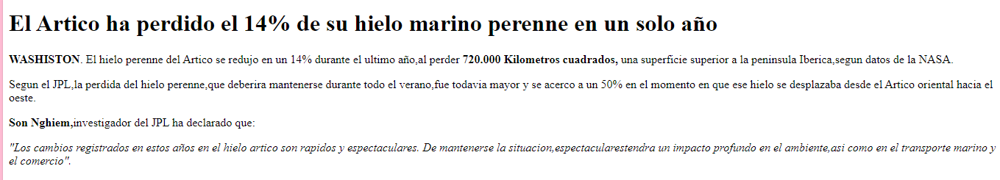 El Artico ha perdido el 14% de su hielo marino perenne en un solo año
WASHISTON. El hielo perenne del Artico se redujo en un 14% durante el ultimo año,al perder 720.000 Kilometros cuadrados, una superficie superior a la peninsula Iberica,segun datos de la NASA.
Segun el JPL,la perdida del hielo perenne,que deberira mantenerse durante todo el verano,fue todavia mayor y se acerco a un 50% en el momento en que ese hielo se desplazaba desde el Artico oriental hacia el
oeste.
Son Nghiem,investigador del JPL ha declarado que:
"Los cambios registrados en estos años en el hielo artico son rapidos y espectaculares. De mantenerse la situacion,espectacularestendra un impacto profundo en el ambiente,asi como en el transporte marino y
el comercio".